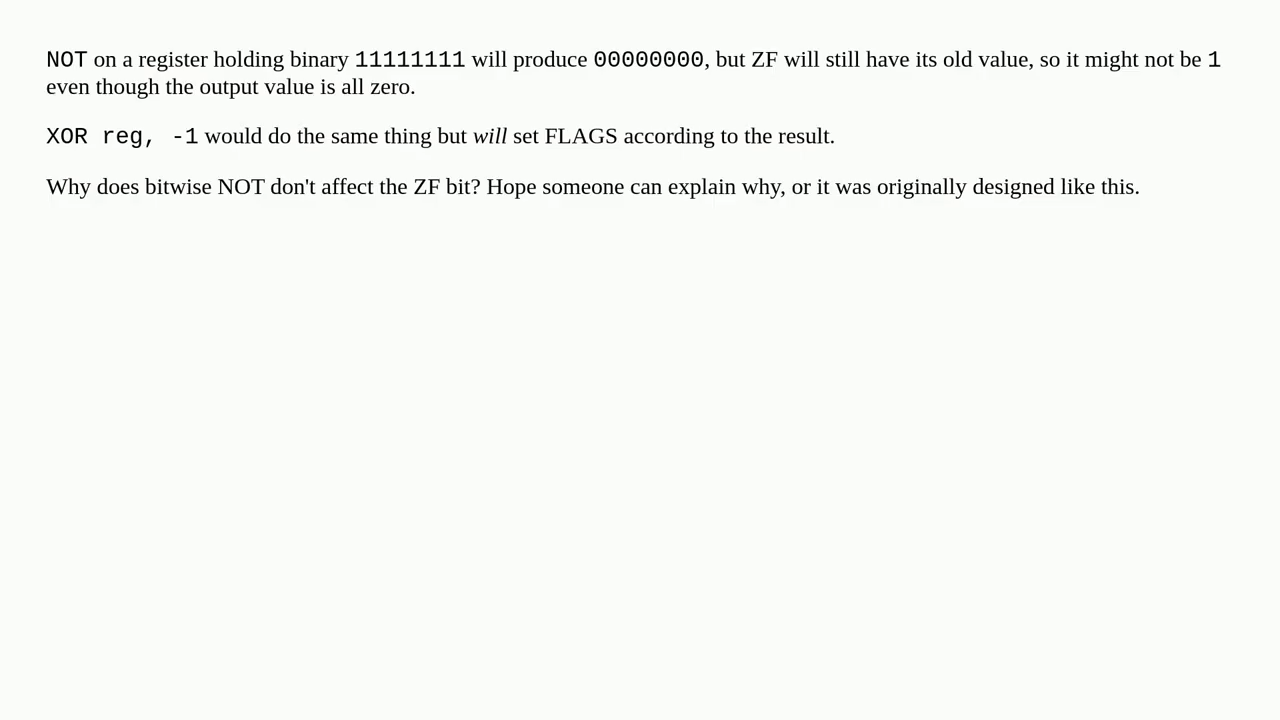 NOT on a register holding binary 11111111 will produce 00000000, but ZF will still have its old value, so it might not be 1
even though the output value is all zero.
XOR reg, -1 would do the same thing but will set FLAGS according to the result.
Why does bitwise NOT don't affect the ZF bit? Hope someone can explain why, or it was originally designed like this.